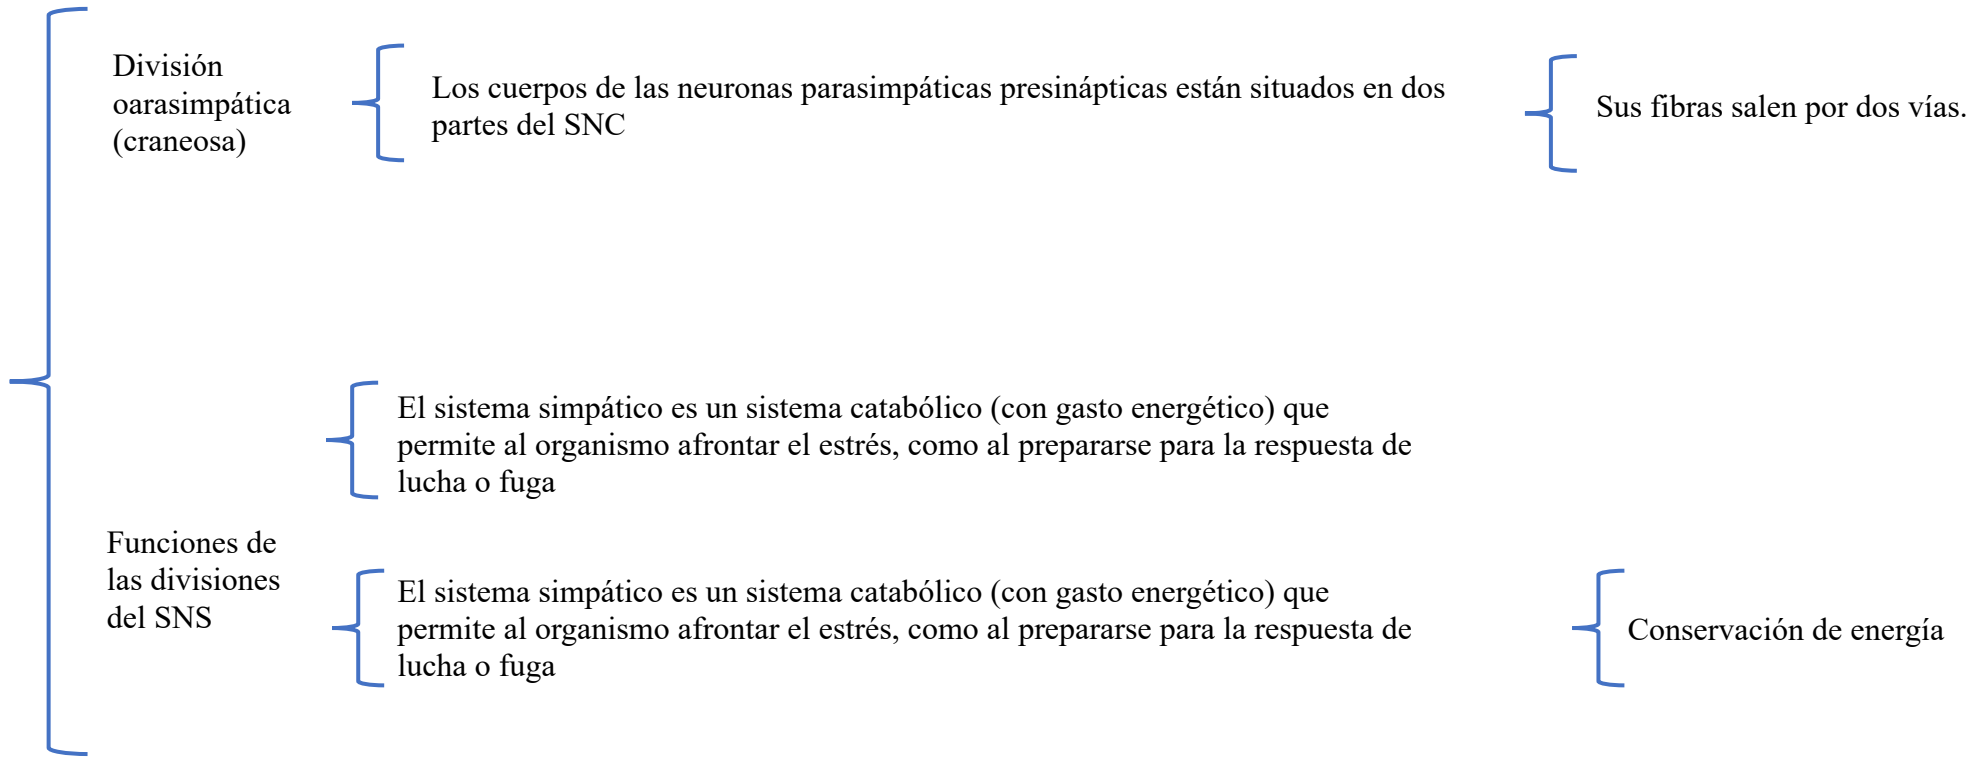 División
oarasimpática
(craneosa)
Los cuerpos de las neuronas parasimpáticas presinápticas están situados en dos
partes del SNC
Sus fibras salen por dos vías.
El sistema simpático es un sistema catabólico (con gasto energético) que
permite al organismo afrontar el estrés, como al prepararse para la respuesta de
lucha o fuga
Funciones de
las divisiones
del SNS
El sistema simpático es un sistema catabólico (con gasto energético) que
permite al organismo afrontar el estrés, como al prepararse para la respuesta de
lucha o fuga
Conservación de energía